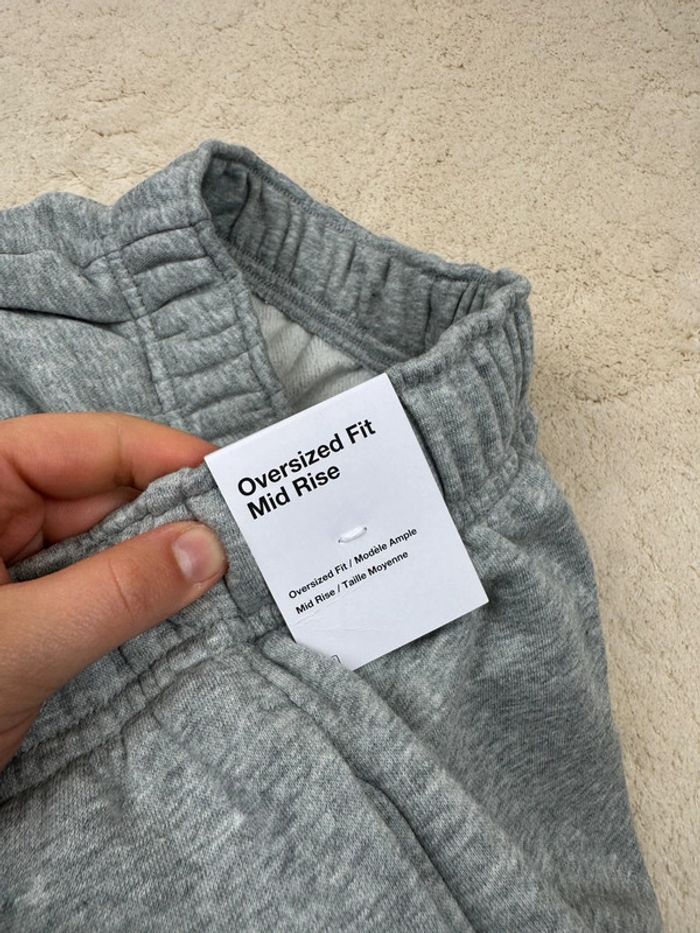 Oversized Fit
Mid Rise
Oversized Fit / Modèle Ample
Mid Rise / Taille Moyenne